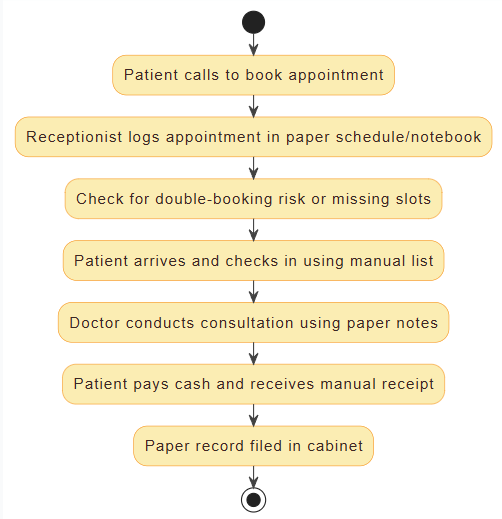 Patient calls to book appointment
Receptionist logs appointment in paper schedule/notebook
Check for double-booking risk or missing slots
Patient arrives and checks in using manual list
Doctor conducts consultation using paper notes
Patient pays cash and receives manual receipt
Paper record filed in cabinet